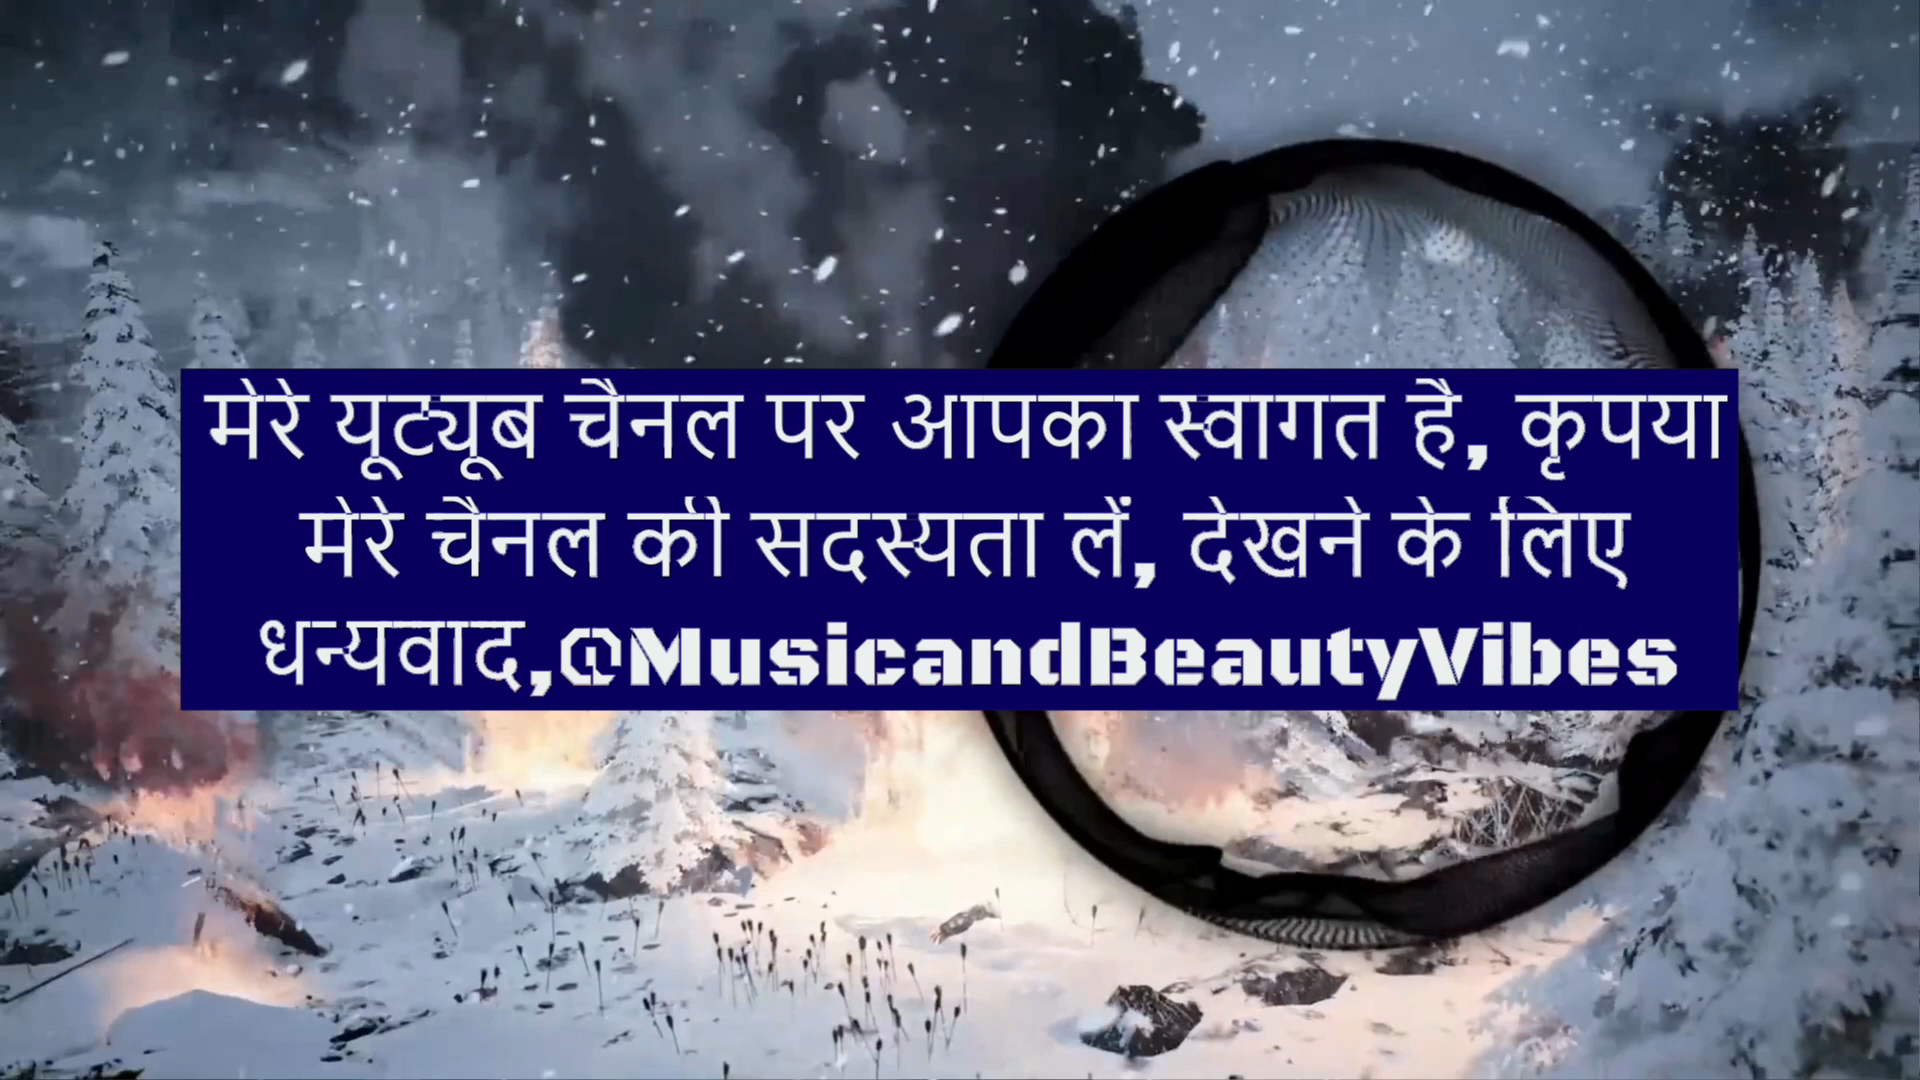 मेरे यूट्यूब चैनल पर आपका स्वागत है, कृपया
मेरे चैनल की सदस्यता लें, देखने के लिए
धन्यवाद,@MusicandBeautyVibes